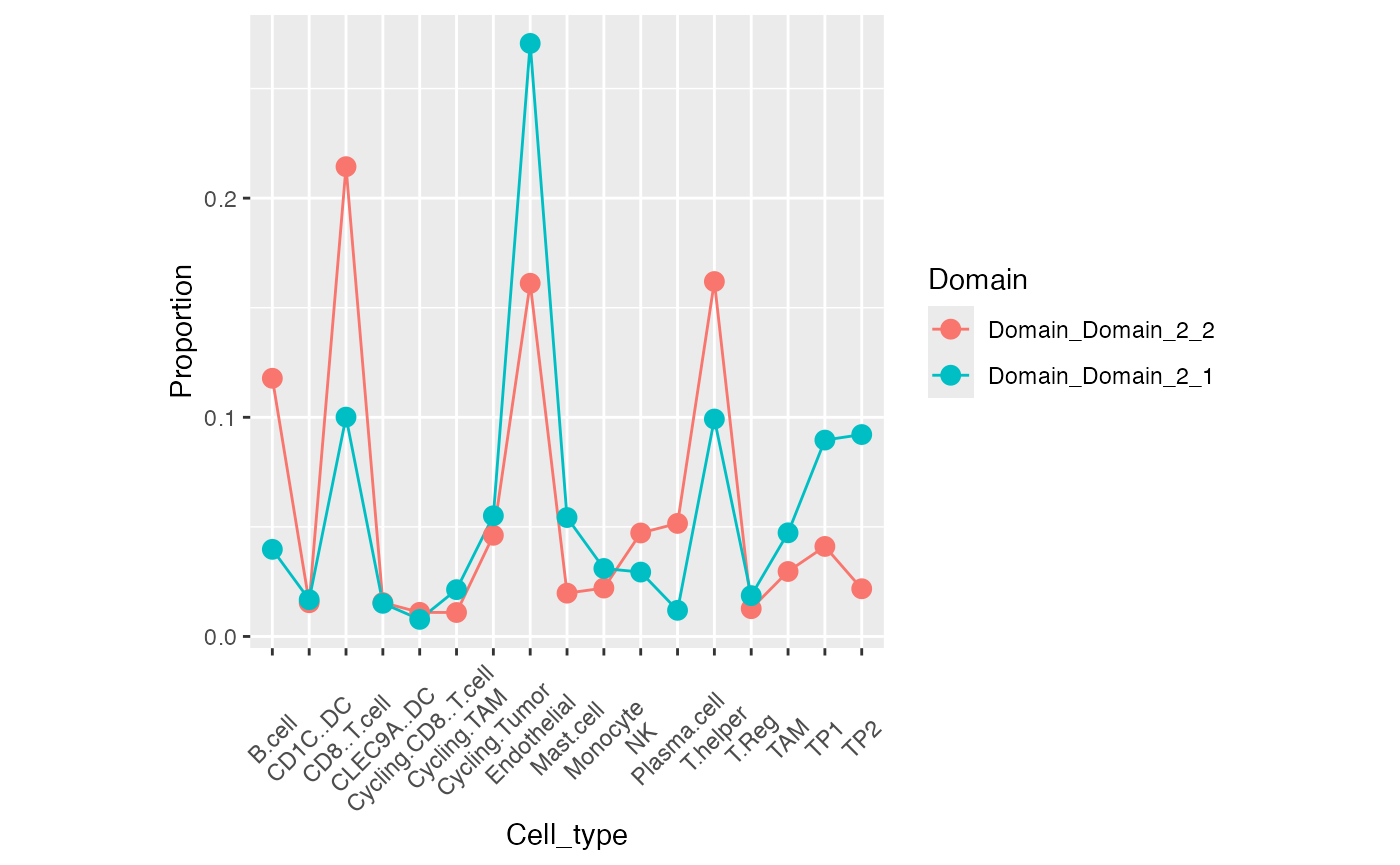 Proportion
0.2
0.1
0.0
B.cell
CD1C..DC
CD8..T.cell
CLEC9A..DC
Cycling.CD8..T.cell
Cycling.TAM
Cycling.Tumor
Endothelial
Mast.cell
Monocyte
NK
Plasma.cell
T.helper
T.Reg
TAM
TP1
TP2
Cell_type
Domain
Domain_Domain_2_2
Domain_Domain_2_1